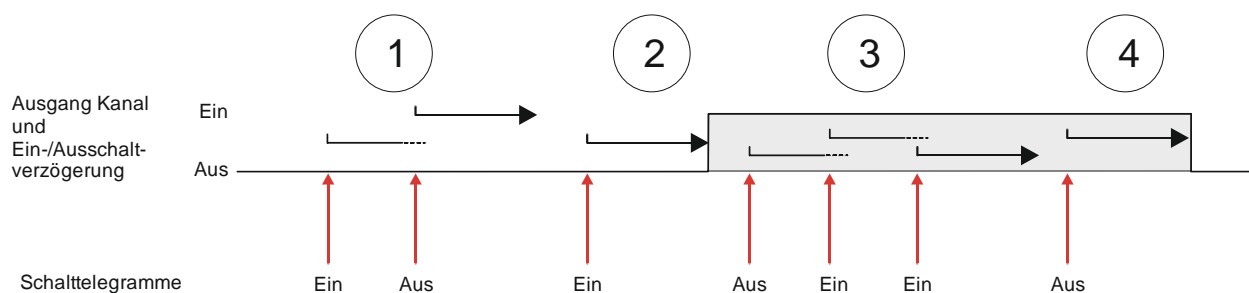 1
2
3
4
Ausgang Kanal
und
Ein-/Ausschalt-
verzögerung
Ein
Aus
Schalttelegramme
Ein
Aus
Ein
Aus
Ein
Ein
Aus